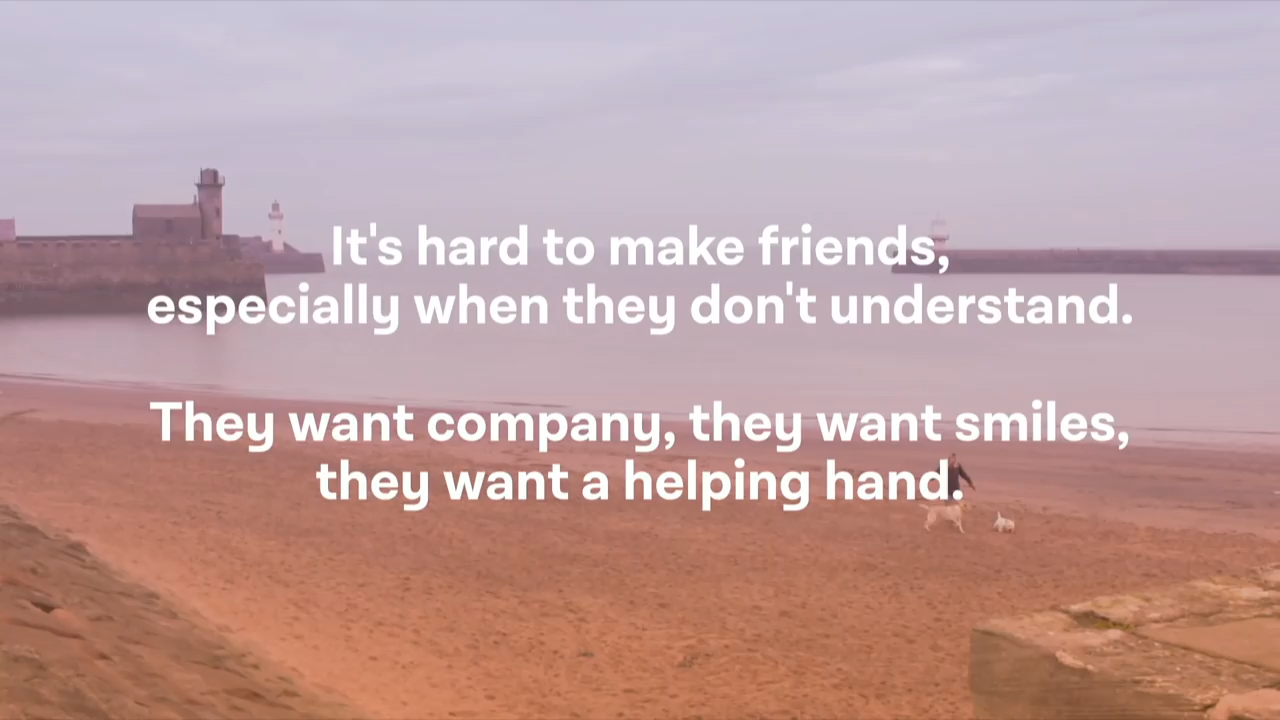 It's hard to make friends,
especially when they don't understand.
They want company, they want smiles,
they want a helping hand.